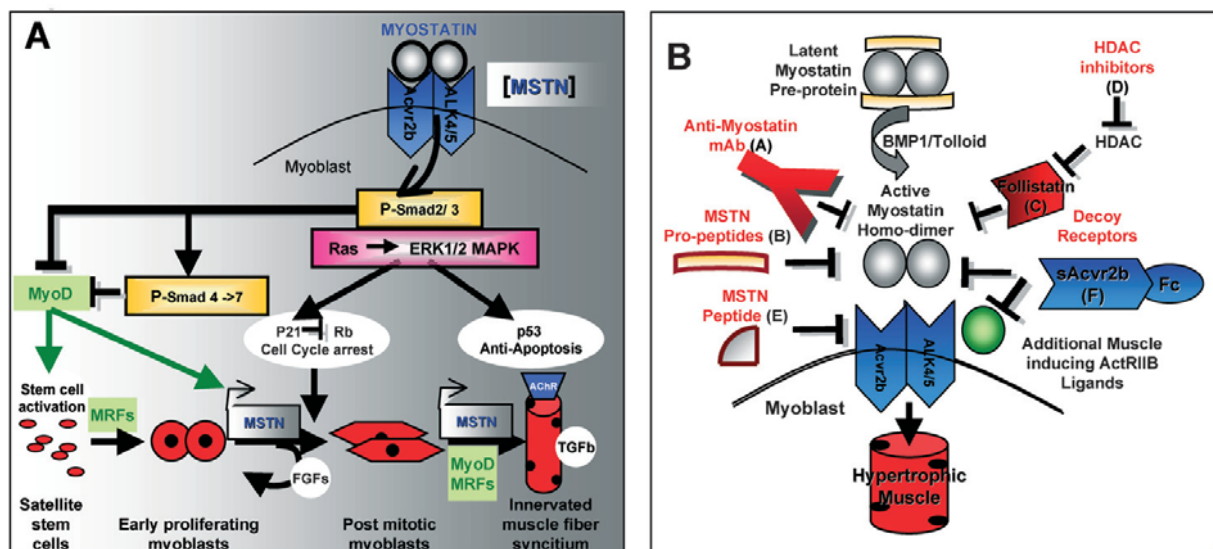 A
MYOSTATIN
Acvr2b
ALK4/5
[MSTN]
Myoblast
P-Smad2/ 3
Ras
ERK1/2 MAPK
MyoD
P-Smad 4 ->7
P21
Rb
Cell Cycle arrest
p53
Anti-Apoptosis
Stem cell
activation
MRFs
MSTN
FGFs
MSTN
MyoD
MRFs
AChR
TGFb
Satellite
stem
cells
Early proliferating
myoblasts
Post mitotic
myoblasts
Innervated
muscle fiber
syncitium
B
Latent
Myostatin
Pre-protein
HDAC
inhibitors
(D)
HDAC
BMP1/Tolloid
Anti-Myostatin
mAb (A)
Follistatin
(C)
Active
Myostatin
Homo-dimer
Decoy
Receptors
MSTN
Pro-peptides (B)
sAcvr2b
(F)
Fc
MSTN
Peptide (E)
Acvr2b
ALK4/5
Additional Muscle
inducing ActRIIB
Ligands
Myoblast
Hypertrophic
Muscle